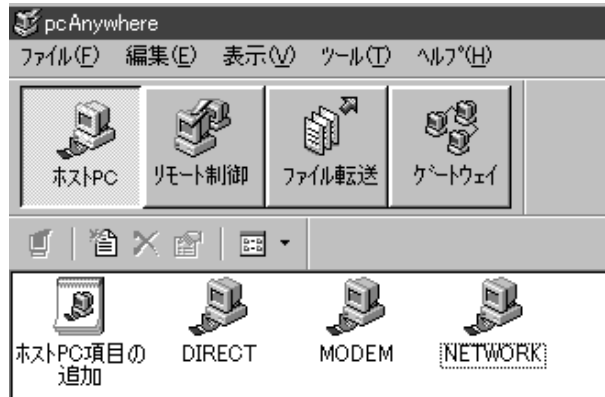 pcAnywhere
ﾌｧｲﾙ(F) 編集(E) 表示(V) ﾂｰﾙ(T) ﾍﾙﾌﾟ(H)
ﾎｽﾄPC ﾘﾓｰﾄ制御 ﾌｧｲﾙ転送 ｹﾞｰﾄｳｪｲ
ﾎｽﾄPC項目の
追加 DIRECT MODEM NETWORK